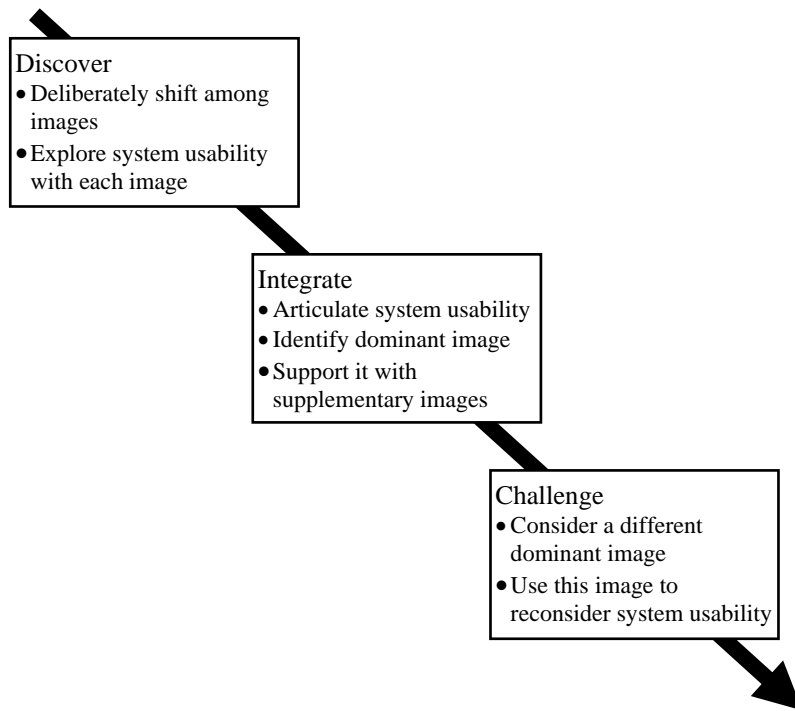 Discover
• Deliberately shift among
images
• Explore system usability
with each image
Integrate
• Articulate system usability
• Identify dominant image
• Support it with
supplementary images
Challenge
• Consider a different
dominant image
• Use this image to
reconsider system usability